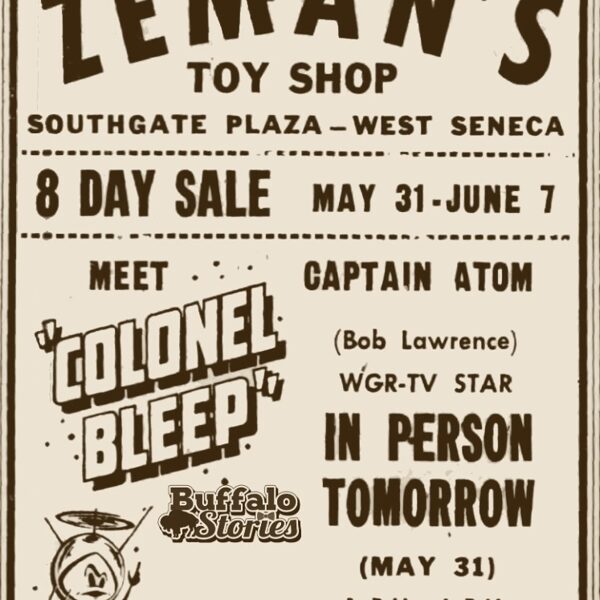 ZEMAN'S
TOY SHOP
SOUTHGATE PLAZA – WEST SENECA
8 DAY SALE MAY 31 - JUNE 7
MEET
"COLONEL
BLEEP"
CAPTAIN ATOM
(Bob Lawrence)
WGR-TV STAR
IN PERSON
TOMORROW
(MAY 31)
Buffalo
Stories